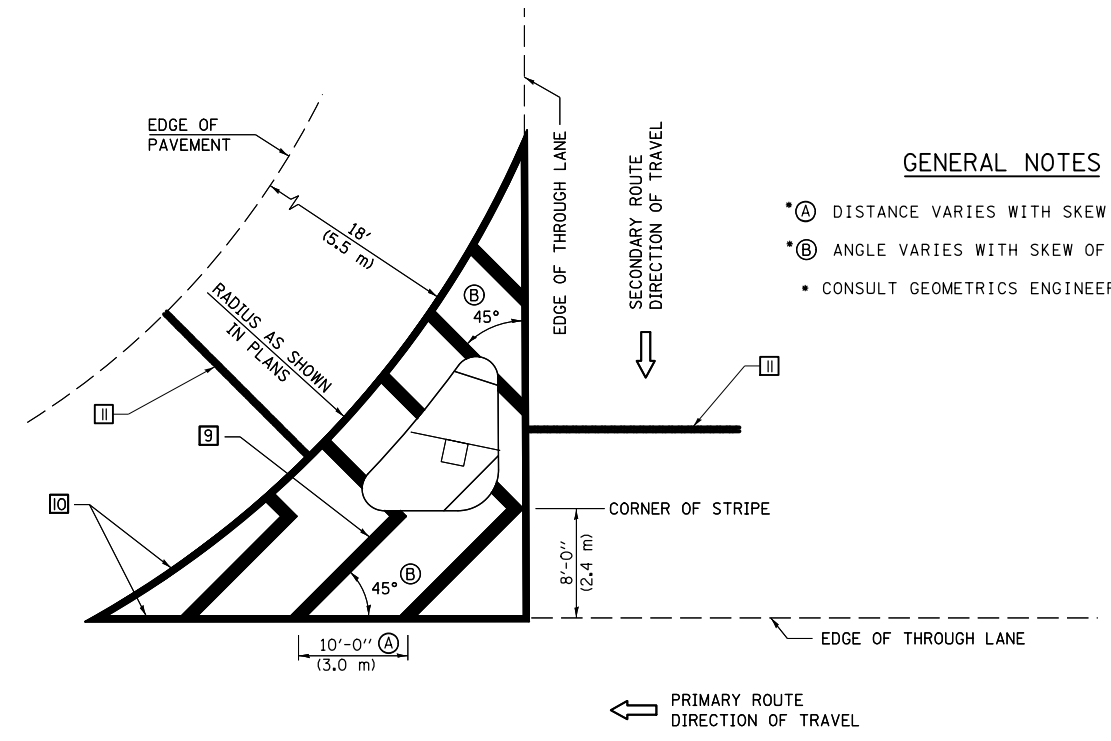 EDGE OF
PAVEMENT
18'
(5.5 m)
RADIUS AS SHOWN
IN PLANS
EDGE OF THROUGH LANE
SECONDARY ROUTE
DIRECTION OF TRAVEL
GENERAL NOTES
*Ⓐ DISTANCE VARIES WITH SKEW
*Ⓑ ANGLE VARIES WITH SKEW OF
* CONSULT GEOMETRICS ENGINEER
Ⓑ
45°
11
11
9
10
CORNER OF STRIPE
8'-0"
(2.4 m)
45° Ⓑ
10'-0" Ⓐ
(3.0 m)
EDGE OF THROUGH LANE
PRIMARY ROUTE
DIRECTION OF TRAVEL